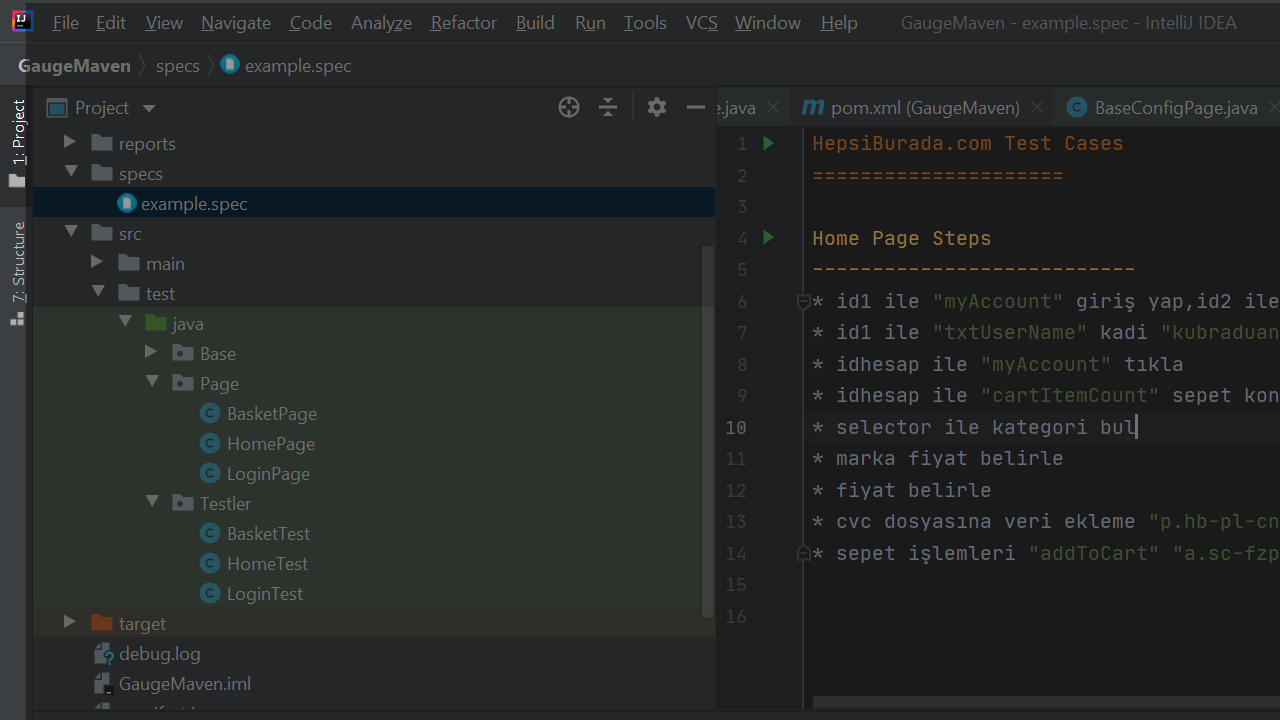 File Edit View Navigate Code Analyze Refactor Build Run Tools VCS Window Help GaugeMaven - example.spec - IntelliJ IDEA
GaugeMaven specs example.spec
1: Project
7: Structure
Project
reports
specs
example.spec
src
main
test
java
Base
Page
BasketPage
HomePage
LoginPage
Testler
BasketTest
HomeTest
LoginTest
target
debug.log
GaugeMaven.iml
e.java pom.xml (GaugeMaven) BaseConfigPage.java
1 HepsiBurada.com Test Cases
2 =====================
3
4 Home Page Steps
5 ---------------------------
6 * id1 ile "myAccount" giriş yap,id2 ile
7 * id1 ile "txtUserName" kadi "kubraduan
8 * idhesap ile "myAccount" tıkla
9 * idhesap ile "cartItemCount" sepet kon
10 * selector ile kategori bul
11 * marka fiyat belirle
12 * fiyat belirle
13 * cvc dosyasına veri ekleme "p.hb-pl-cn
14 * sepet işlemleri "addToCart" "a.sc-fzp
15
16